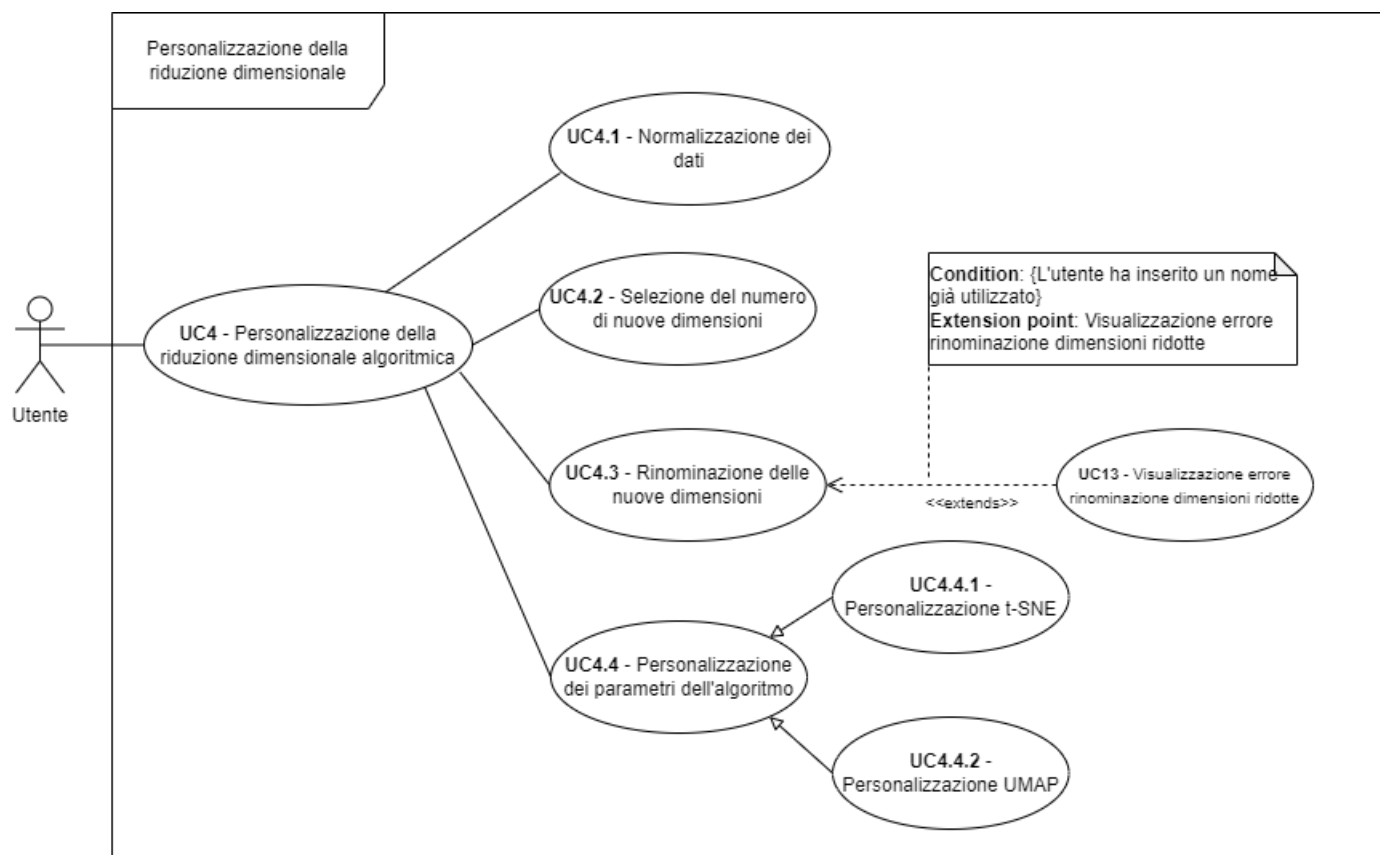 Personalizzazione della
riduzione dimensionale
UC4.1 - Normalizzazione dei
dati
Condition: {L'utente ha inserito un nome
già utilizzato}
Extension point: Visualizzazione errore
rinominazione dimensioni ridotte
UC4.2 - Selezione del numero
di nuove dimensioni
UC4 - Personalizzazione della
riduzione dimensionale algoritmica
Utente
UC4.3 - Rinominazione delle
nuove dimensioni
<<extends>>
UC13 - Visualizzazione errore
rinominazione dimensioni ridotte
UC4.4.1 -
Personalizzazione t-SNE
UC4.4 - Personalizzazione
dei parametri dell'algoritmo
UC4.4.2 -
Personalizzazione UMAP